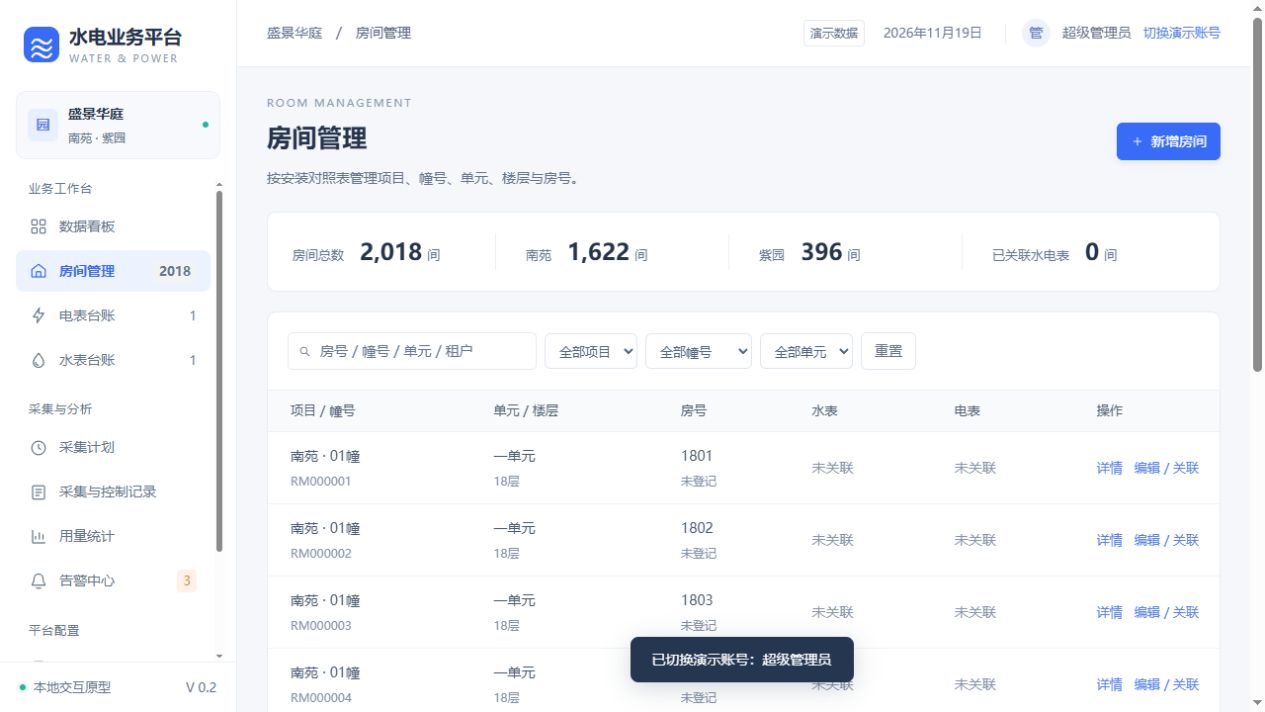 水电业务平台
WATER & POWER
园
盛景华庭
南苑 · 紫园
业务工作台
数据看板
房间管理 2018
电表台账 1
水表台账 1
采集与分析
采集计划
采集与控制记录
用量统计
告警中心 3
平台配置
本地交互原型 V 0.2
盛景华庭 / 房间管理
演示数据 2026年11月19日 管 超级管理员 切换演示账号
ROOM MANAGEMENT
房间管理
+ 新增房间
按安装对照表管理项目、幢号、单元、楼层与房号。
房间总数 2,018 间 南苑 1,622 间 紫园 396 间 已关联水电表 0 间
房号 / 幢号 / 单元 / 租户 全部项目 全部幢号 全部单元 重置
项目 / 幢号 单元 / 楼层 房号 水表 电表 操作
南苑 · 01幢 一单元 1801
未关联 未关联 详情 编辑 / 关联
RM000001 18层 未登记
南苑 · 01幢 一单元 1802
未关联 未关联 详情 编辑 / 关联
RM000002 18层 未登记
南苑 · 01幢 一单元 1803
未关联 未关联 详情 编辑 / 关联
RM000003 18层 未登记
南苑 · 01幢 一单元
未关联 未关联 详情 编辑 / 关联
RM000004 18层 未登记
已切换演示账号：超级管理员